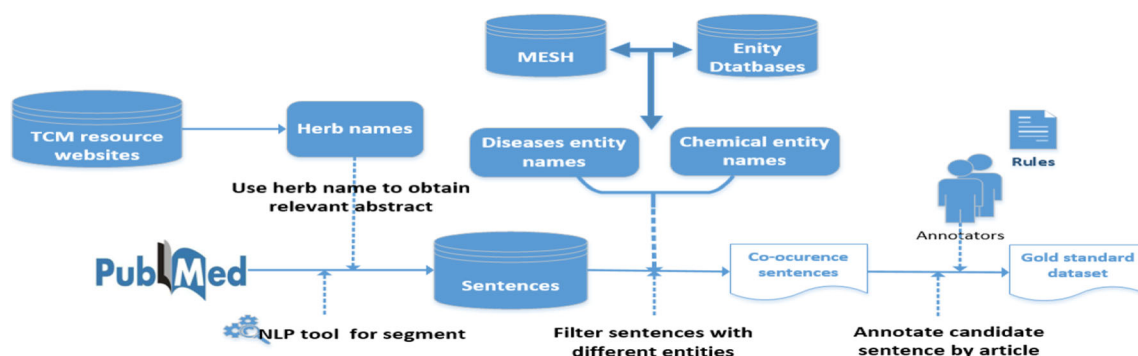 MESH
Enity
Dtatbases
TCM resource
websites
Herb names
Diseases entity
names
Chemical entity
names
Rules
Use herb name to obtain
relevant abstract
Annotators
PubMed
Sentences
Co-ocurence
sentences
Gold standard
dataset
NLP tool for segment
Filter sentences with
different entities
Annotate candidate
sentence by article